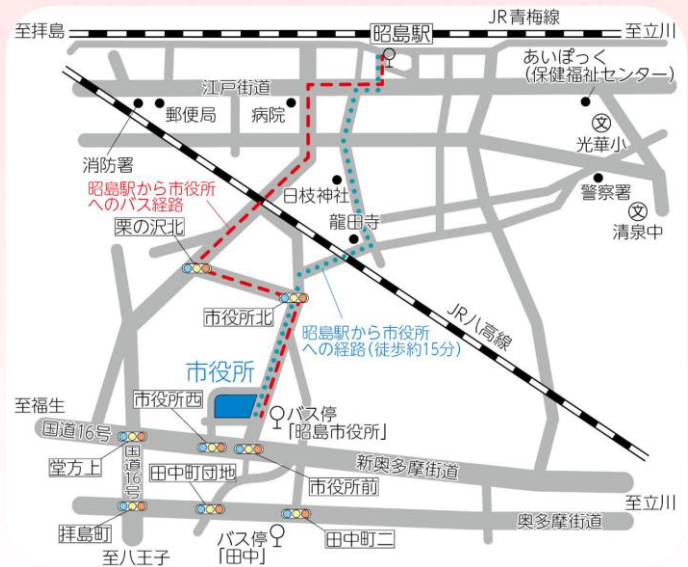 JR青梅線
至拝島
昭島駅
至立川
あいぽっく
(保健福祉センター)
江戸街道
郵便局
病院
文
光華小
消防署
昭島駅から市役所
へのバス経路
日枝神社
警察署
文
清泉中
栗の沢北
龍田寺
市役所北
昭島駅から市役所
への経路(徒歩約15分)
JR八高線
市役所
至福生
市役所西
バス停
「昭島市役所」
国道16号
新奥多摩街道
堂方上
国道16号
田中町団地
市役所前
至立川
拝島町
バス停
「田中」
田中町二
奥多摩街道
至八王子